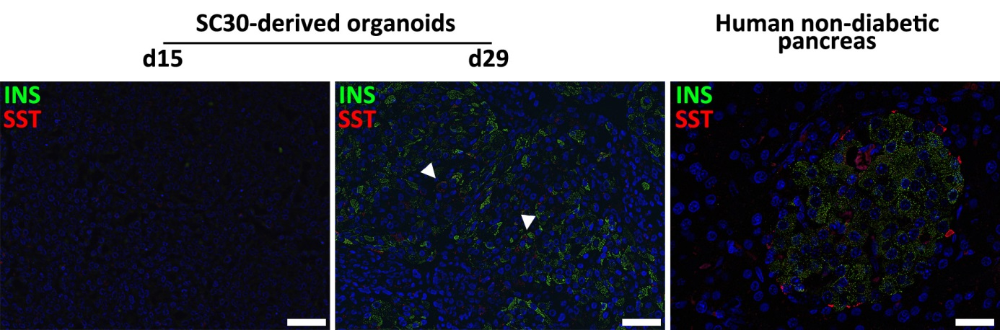 SC30-derived organoids
d15
d29
Human non-diabetic
pancreas
INS
SST
INS
SST
INS
SST